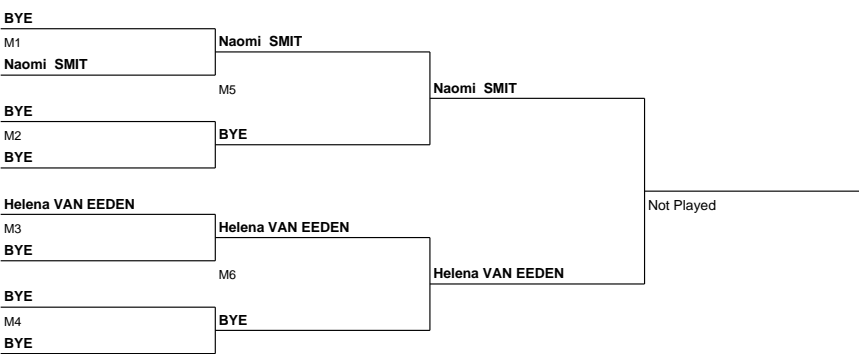 BYE
M1
Naomi  SMIT
Naomi  SMIT
M5
Naomi  SMIT
BYE
M2
BYE
BYE
Helena VAN EEDEN
Not Played
M3
Helena VAN EEDEN
BYE
M6
Helena VAN EEDEN
BYE
M4
BYE
BYE